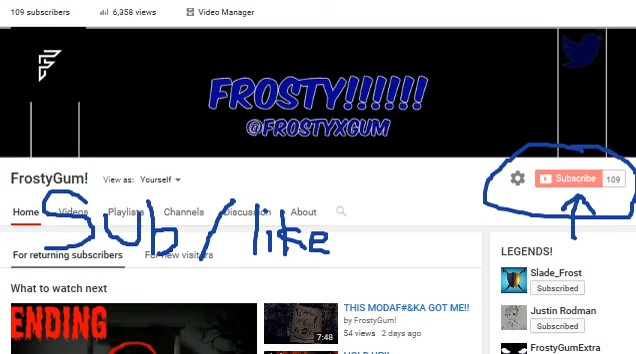 109 subscribers 6,358 views Video Manager
FROSTY!!!!!!
@FROSTYXGUM
FrostyGum! View as: Yourself
Subscribe 109
Home Videos Playlists Channels Discussion About
Sub/like
For returning subscribers For new visitors
What to watch next
ENDING
7:48
THIS MODAF#&KA GOT ME!!
by FrostyGum!
54 views 2 days ago
LEGENDS!
Slade_Frost
Subscribed
Justin Rodman
Subscribed
FrostyGumExtra